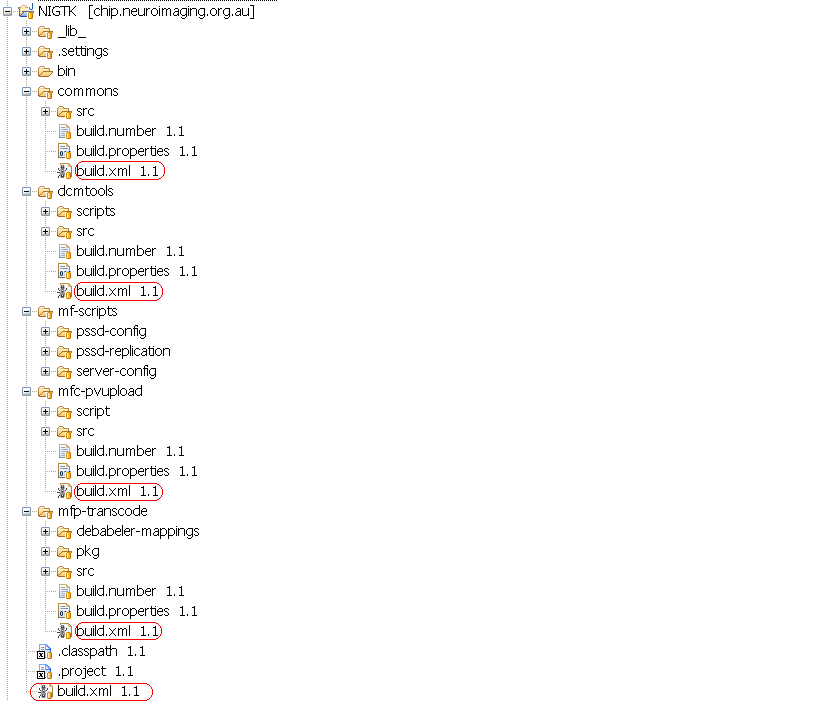 NIGTK [chip.neuroimaging.org.au]
_lib_
.settings
bin
commons
src
build.number 1.1
build.properties 1.1
build.xml 1.1
dcmtools
scripts
src
build.number 1.1
build.properties 1.1
build.xml 1.1
mf-scripts
pssd-config
pssd-replication
server-config
mfc-pvupload
script
src
build.number 1.1
build.properties 1.1
build.xml 1.1
mfp-transcode
debabeler-mappings
pkg
src
build.number 1.1
build.properties 1.1
build.xml 1.1
.classpath 1.1
.project 1.1
build.xml 1.1